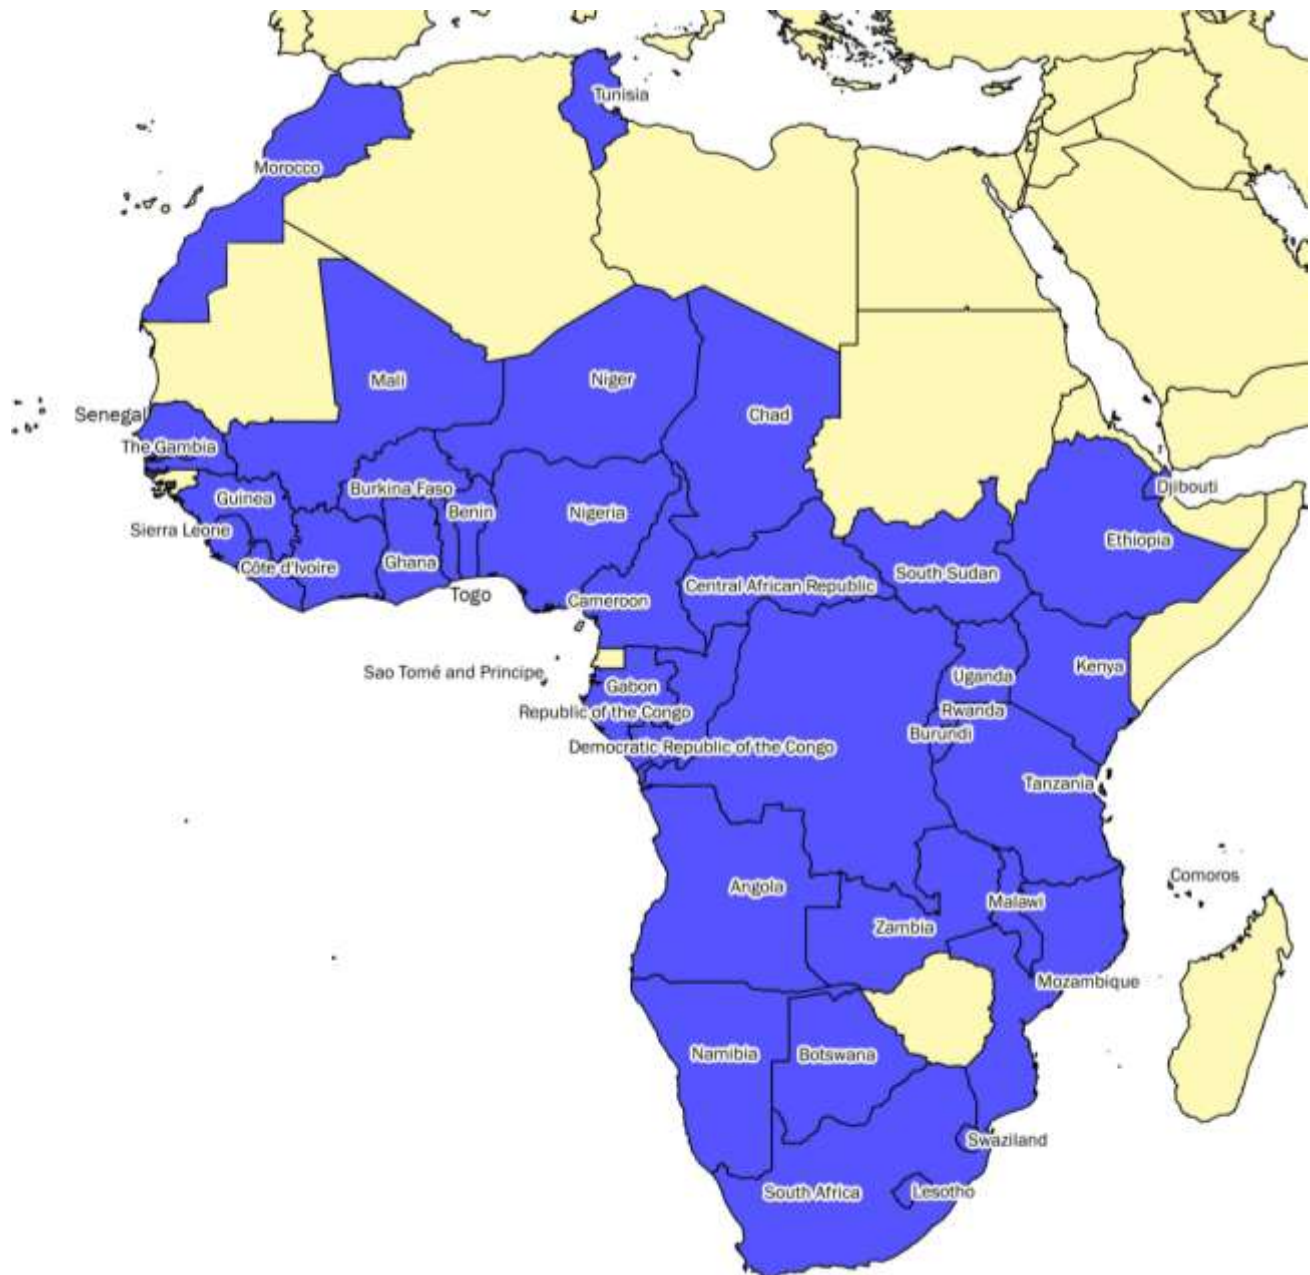 Tunisia
Morocco
Mali
Niger
Chad
Senegal
The Gambia
Djibouti
Burkina Faso
Guinea
Benin
Nigeria
Sierra Leone
Ethiopia
Ghana
Côte d'Ivoire
South Sudan
Central African Republic
Togo
Cameroon
Kenya
Sao Tomé and Principe
Uganda
Gabon
Rwanda
Republic of the Congo
Burundi
Democratic Republic of the Congo
Tanzania
Comoros
Angola
Malawi
Zambia
Mozambique
Namibia
Botswana
Swaziland
South Africa
Lesotho